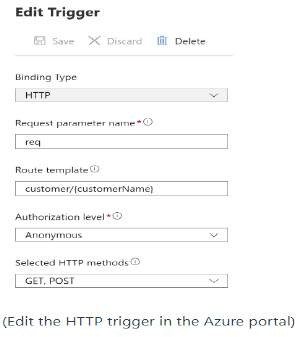 Edit Trigger
Save Discard Delete
Binding Type
HTTP
Request parameter name*
req
Route template
customer/{customerName}
Authorization level*
Anonymous
Selected HTTP methods
GET, POST
(Edit the HTTP trigger in the Azure portal)